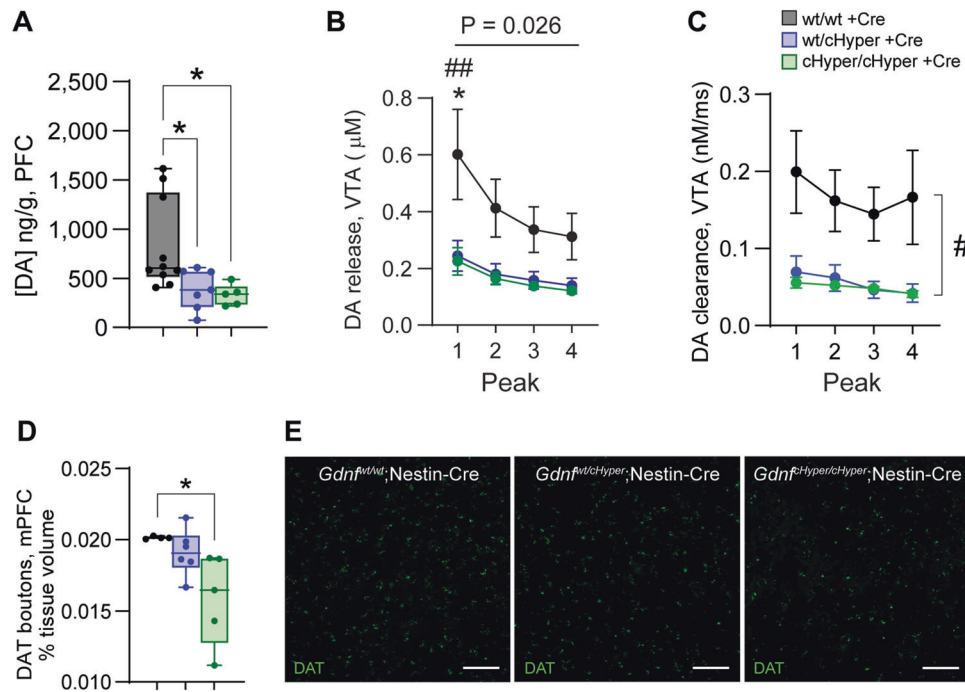 A
[DA] ng/g, PFC
2,500
2,000
1,500
1,000
500
0
*
*
B
P = 0.026
##
*
DA release, VTA ( μM)
0.8
0.6
0.4
0.2
0.0
1 2 3 4
Peak
C
wt/wt +Cre
wt/cHyper +Cre
cHyper/cHyper +Cre
DA clearance, VTA (nM/ms)
0.3
0.2
0.1
0.0
#
1 2 3 4
Peak
D
DAT boutons, mPFC
% tissue volume
0.025
0.020
0.015
0.010
*
E
Gdnfwt/wt;Nestin-Cre
DAT
Gdnfwt/cHyper;Nestin-Cre
DAT
GdnfcHyper/cHyper;Nestin-Cre
DAT